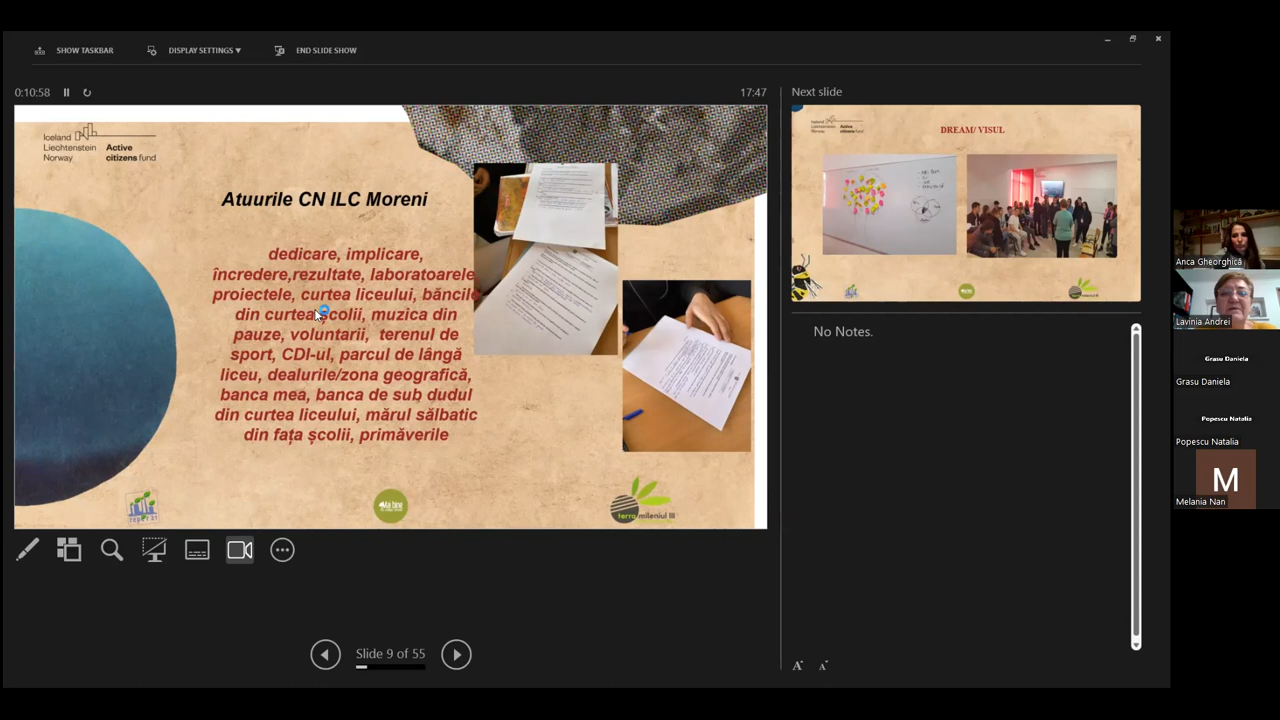 SHOW TASKBAR
DISPLAY SETTINGS ▾
END SLIDE SHOW
0:10:58
17:47
Next slide
Iceland
Liechtenstein Active
Norway citizens fund
Atuurile CN ILC Moreni
dedicare, implicare,
încredere,rezultate, laboratoarele
proiectele, curtea liceului, băncile
din curtea școlii, muzica din
pauze, voluntarii, terenul de
sport, CDI-ul, parcul de lângă
liceu, dealurile/zona geografică,
banca mea, banca de sub dudul
din curtea liceului, mărul sălbatic
din fața școlii, primăverile
Mai bine
terra mileniul III
DREAM/ VISUL
No Notes.
Slide 9 of 55
Anca Gheorghică
Lavinia Andrei
Grasu Daniela
Grasu Daniela
Popescu Natalia
Popescu Natalia
M
Melania Nan